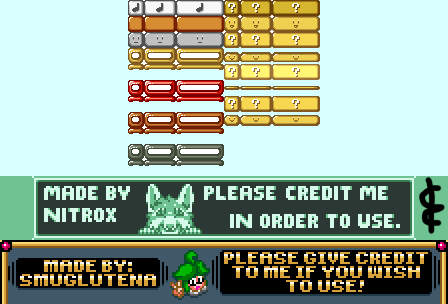 ? ? ?
? ? ?
? ? ?
? ? ?
MADE BY PLEASE CREDIT ME
NITROX IN ORDER TO USE.
MADE BY: PLEASE GIVE CREDIT
SMUGLUTENA TO ME IF YOU WISH
TO USE!